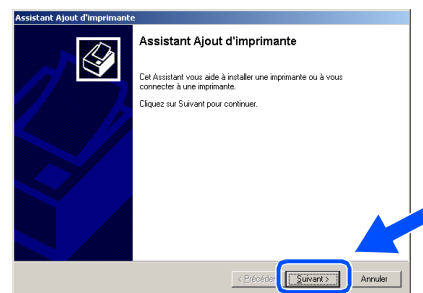 Assistant Ajout d'imprimante
Assistant Ajout d'imprimante
Cet Assistant vous aide à installer une imprimante ou à vous
connecter à une imprimante.
Cliquez sur Suivant pour continuer.
< Précéden Suivant > Annuler